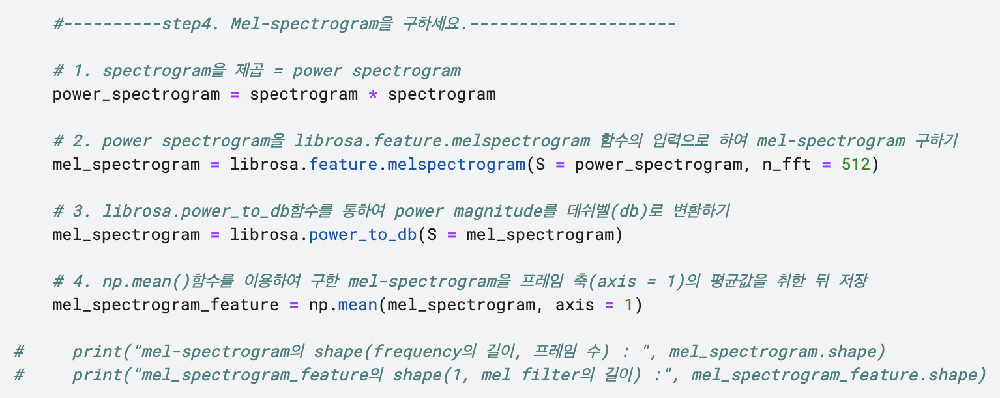 #----------step4. Mel-spectrogram을 구하세요.---------------------
# 1. spectrogram을 제곱 = power spectrogram
power_spectrogram = spectrogram * spectrogram
# 2. power spectrogram을 librosa.feature.melspectrogram 함수의 입력으로 하여 mel-spectrogram 구하기
mel_spectrogram = librosa.feature.melspectrogram(S = power_spectrogram, n_fft = 512)
# 3. librosa.power_to_db함수를 통하여 power magnitude를 데쉬벨(db)로 변환하기
mel_spectrogram = librosa.power_to_db(S = mel_spectrogram)
# 4. np.mean()함수를 이용하여 구한 mel-spectrogram을 프레임 축(axis = 1)의 평균값을 취한 뒤 저장
mel_spectrogram_feature = np.mean(mel_spectrogram, axis = 1)
#     print("mel-spectrogram의 shape(frequency의 길이, 프레임 수) : ", mel_spectrogram.shape)
#     print("mel_spectrogram_feature의 shape(1, mel filter의 길이) :", mel_spectrogram_feature.shape)